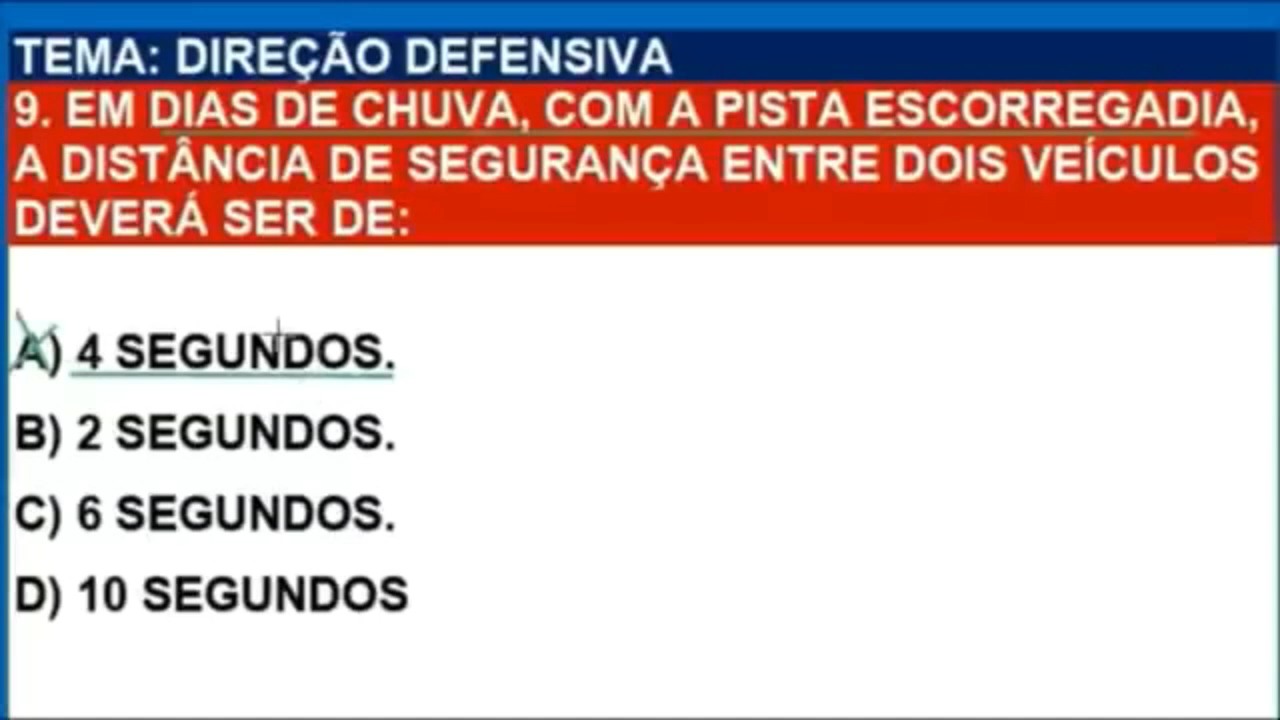 TEMA: DIREÇÃO DEFENSIVA
9. EM DIAS DE CHUVA, COM A PISTA ESCORREGADIA,
A DISTÂNCIA DE SEGURANÇA ENTRE DOIS VEÍCULOS
DEVERÁ SER DE:
A) 4 SEGUNDOS.
B) 2 SEGUNDOS.
C) 6 SEGUNDOS.
D) 10 SEGUNDOS